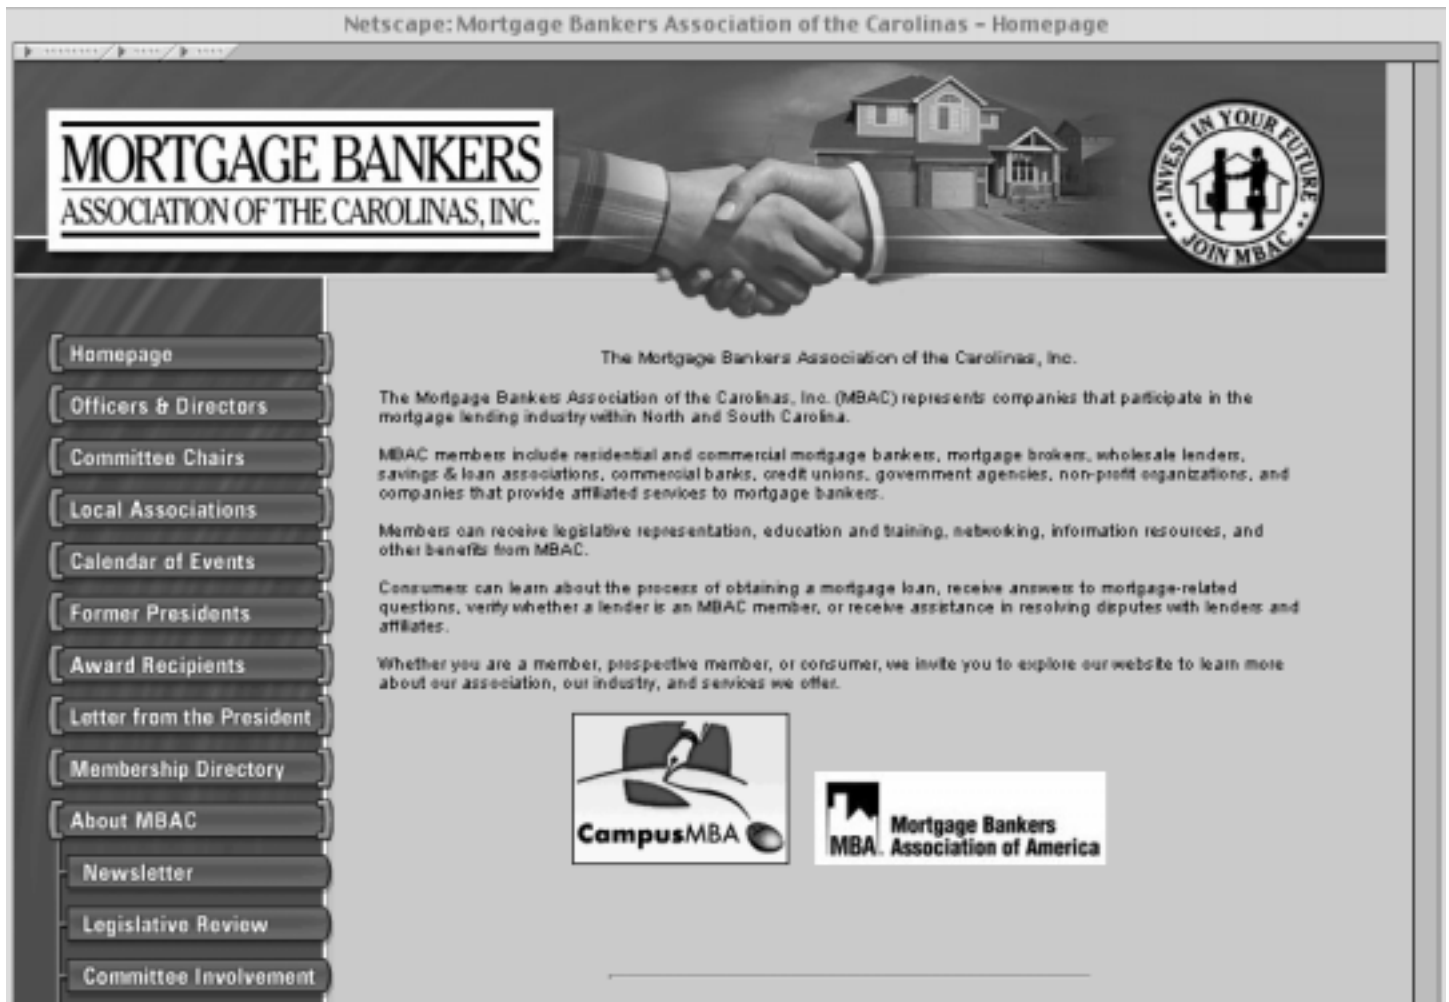 Netscape: Mortgage Bankers Association of the Carolinas – Homepage
MORTGAGE BANKERS
ASSOCIATION OF THE CAROLINAS, INC.
INVEST IN YOUR FUTURE
JOIN MBAC
Homepage
Officers & Directors
Committee Chairs
Local Associations
Calendar of Events
Former Presidents
Award Recipients
Letter from the President
Membership Directory
About MBAC
Newsletter
Legislative Review
Committee Involvement
The Mortgage Bankers Association of the Carolinas, Inc.
The Mortgage Bankers Association of the Carolinas, Inc. (MBAC) represents companies that participate in the
mortgage lending industry within North and South Carolina.
MBAC members include residential and commercial mortgage bankers, mortgage brokers, wholesale lenders,
savings & loan associations, commercial banks, credit unions, government agencies, non-profit organizations, and
companies that provide affiliated services to mortgage bankers.
Members can receive legislative representation, education and training, networking, information resources, and
other benefits from MBAC.
Consumers can learn about the process of obtaining a mortgage loan, receive answers to mortgage-related
questions, verify whether a lender is an MBAC member, or receive assistance in resolving disputes with lenders and
affiliates.
Whether you are a member, prospective member, or consumer, we invite you to explore our website to learn more
about our association, our industry, and services we offer.
CampusMBA
MBA
Mortgage Bankers
Association of America